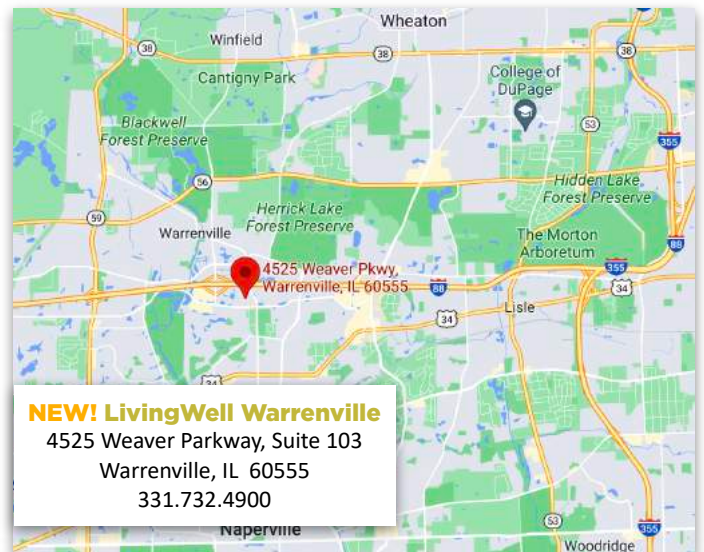 Wheaton
38
Winfield
38
38
Cantigny Park
College of
DuPage
Blackwell
Forest Preserve
53
355
56
Hidden Lake
Forest Preserve
Herrick Lake
Forest Preserve
59
Warrenville
The Morton
Arboretum
88
4525 Weaver Pkwy,
Warrenville, IL 60555
88
355
34
Lisle
34
34
NEW! LivingWell Warrenville
4525 Weaver Parkway, Suite 103
Warrenville, IL 60555
331.732.4900
Naperville
53
355
Woodridge